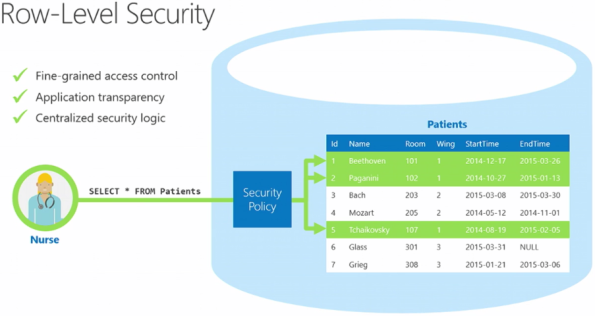 Row-Level Security
Fine-grained access control
Application transparency
Centralized security logic
Nurse
SELECT * FROM Patients
Security
Policy
Patients
Id Name Room Wing StartTime EndTime
1 Beethoven 101 1 2014-12-17 2015-03-26
2 Paganini 102 1 2014-10-27 2015-01-13
3 Bach 203 2 2015-03-08 2015-03-30
4 Mozart 205 2 2014-05-12 2014-11-01
5 Tchaikovsky 107 1 2014-08-19 2015-02-05
6 Glass 301 3 2015-03-31 NULL
7 Grieg 308 3 2015-01-21 2015-03-06